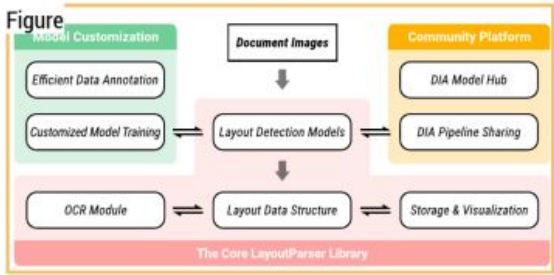 Figure
Model Customization
Document Images
Community Platform
Efficient Data Annotation
DIA Model Hub
Customized Model Training
Layout Detection Models
DIA Pipeline Sharing
OCR Module
Layout Data Structure
Storage & Visualization
The Core LayoutParser Library